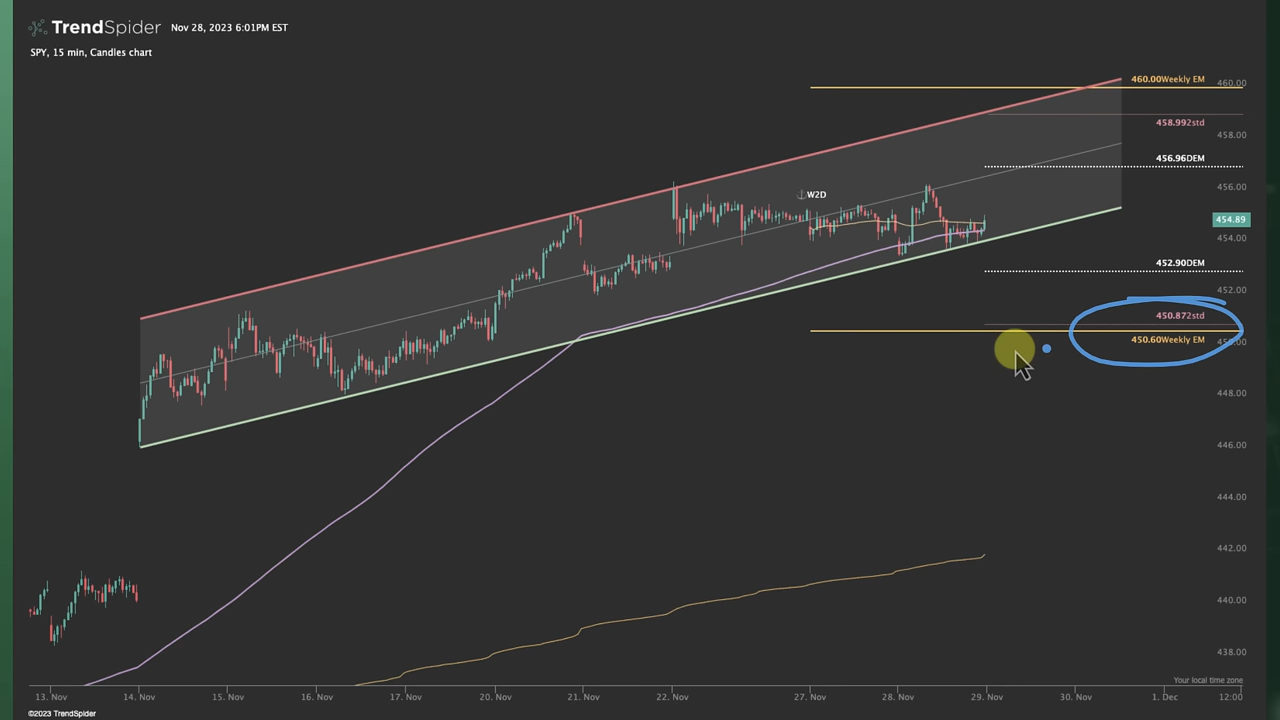 TrendSpider Nov 28, 2023 6:01PM EST
SPY, 15 min, Candles chart
460.00Weekly EM
460.00
458.992std
458.00
456.96DEM
456.00
W2D
454.89
454.00
452.90DEM
452.00
450.872std
450.60Weekly EM
450.00
448.00
446.00
444.00
442.00
440.00
438.00
Your local time zone
13. Nov 14. Nov 15. Nov 16. Nov 17. Nov 20. Nov 21. Nov 22. Nov 27. Nov 28. Nov 29. Nov 30. Nov 1. Dec 12:00
©2023 TrendSpider